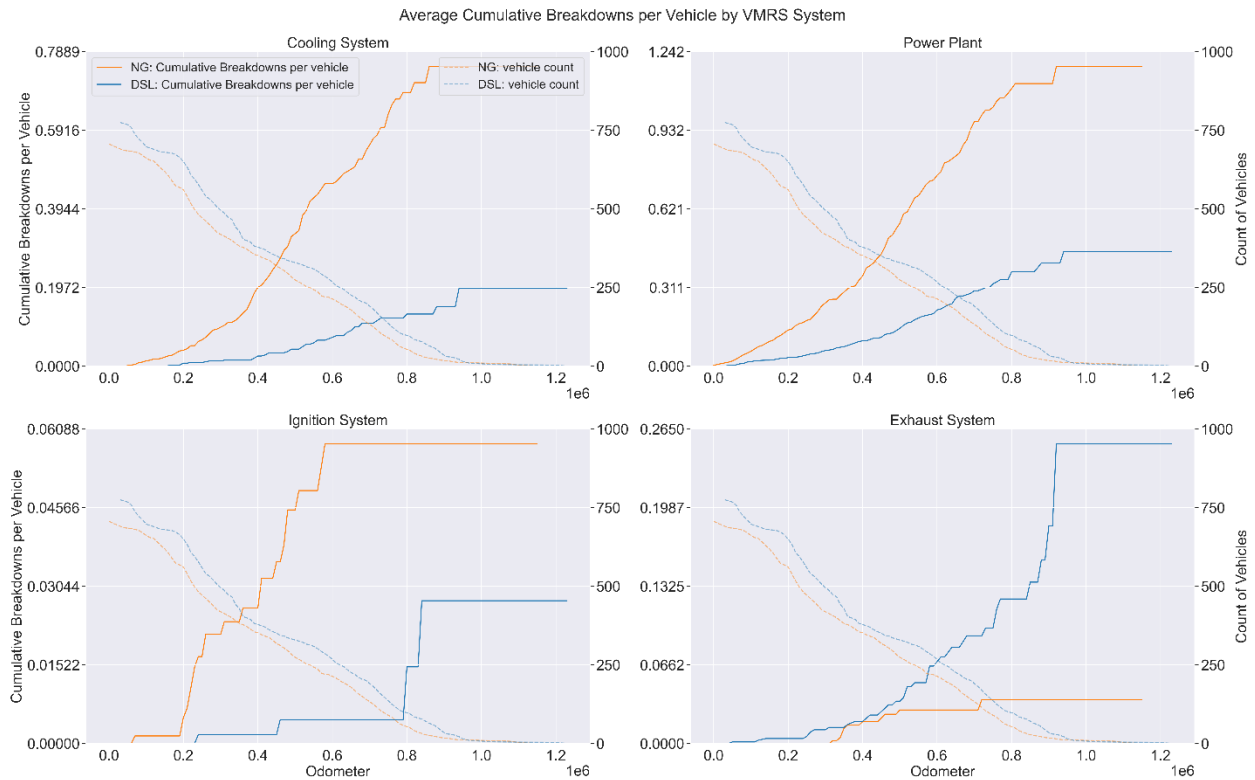 Average Cumulative Breakdowns per Vehicle by VMRS System
Cooling System
Power Plant
NG: Cumulative Breakdowns per vehicle
DSL: Cumulative Breakdowns per vehicle
NG: vehicle count
DSL: vehicle count
Cumulative Breakdowns per Vehicle
0.7889
0.5916
0.3944
0.1972
0.0000
1000
750
500
250
0
0.0 0.2 0.4 0.6 0.8 1.0 1.2
1e6
1.242
0.932
0.621
0.311
0.000
1000
750
500
250
0
Count of Vehicles
0.0 0.2 0.4 0.6 0.8 1.0 1.2
1e6
Ignition System
Exhaust System
Cumulative Breakdowns per Vehicle
0.06088
0.04566
0.03044
0.01522
0.00000
1000
750
500
250
0
0.0 0.2 0.4 0.6 0.8 1.0 1.2
Odometer
1e6
0.2650
0.1987
0.1325
0.0662
0.0000
1000
750
500
250
0
Count of Vehicles
0.0 0.2 0.4 0.6 0.8 1.0 1.2
Odometer
1e6